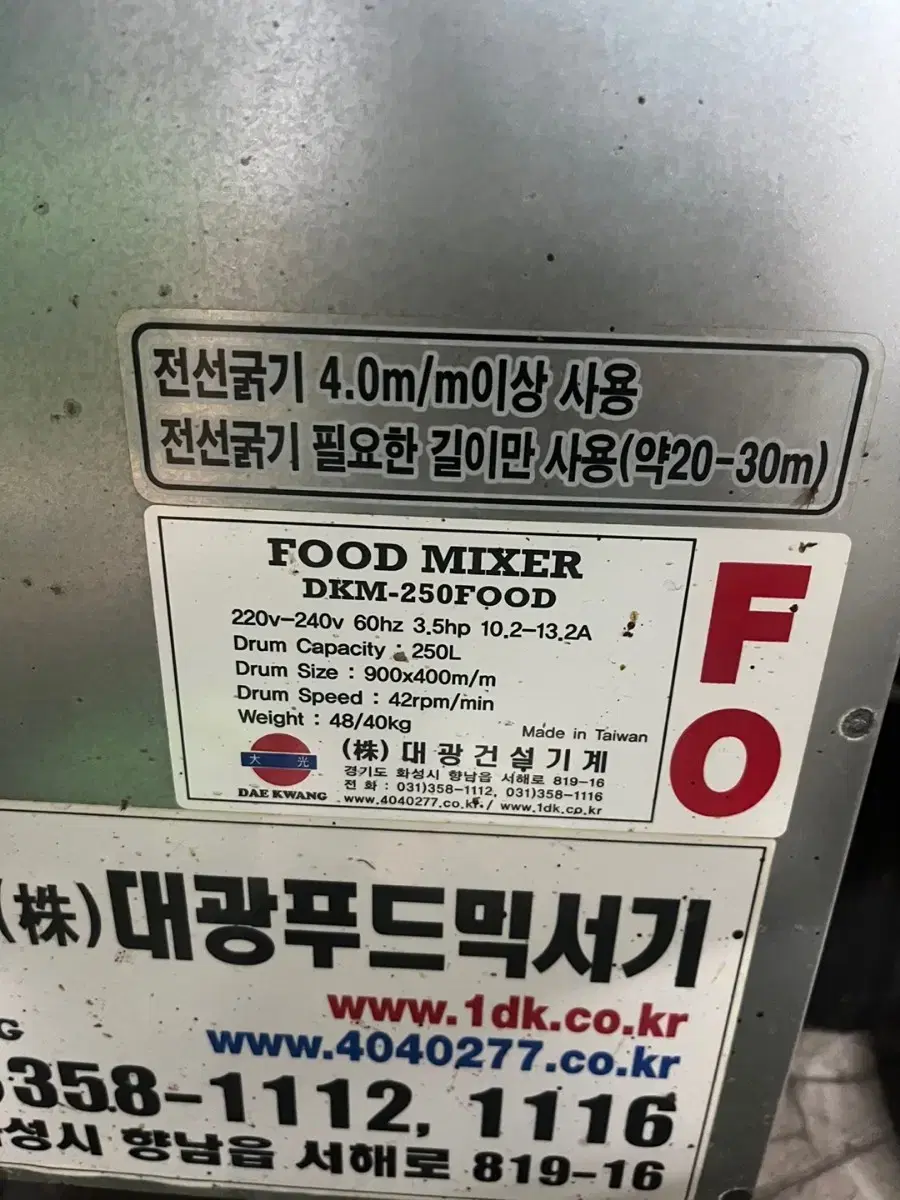 전선굵기 4.0m/m이상 사용
전선굵기 필요한 길이만 사용(약20-30m)
FOOD MIXER
DKM-250FOOD
220v-240v 60hz 3.5hp 10.2-13.2A
Drum Capacity : 250L
Drum Size : 900x400m/m
Drum Speed : 42rpm/min
Weight : 48/40kg
Made in Taiwan
大 光
DAE KWANG
(株) 대광건설기계
경기도 화성시 향남읍 서해로 819-16
전 화 : 031)358-1112, 031)358-1116
www.4040277.co.kr / www.1dk.co.kr
FO
(株)대광푸드믹서기
www.1dk.co.kr
G
www.4040277.co.kr
358-1112, 1116
성시 향남읍 서해로 819-16